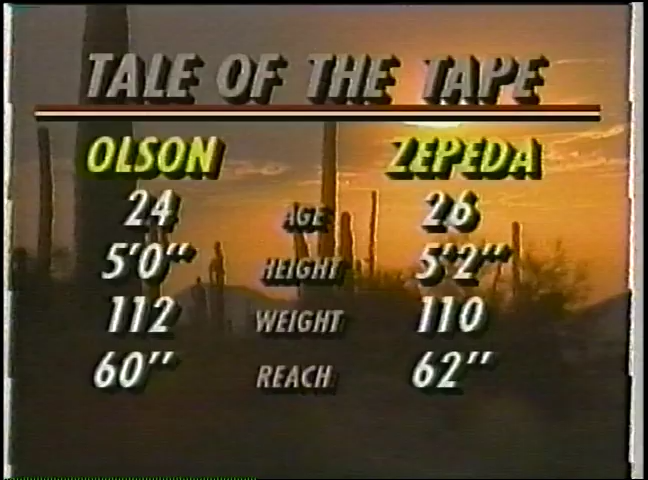 TALE OF THE TAPE
OLSON ZEPEDA
24 AGE 26
5'0" HEIGHT 5'2"
112 WEIGHT 110
60" REACH 62"